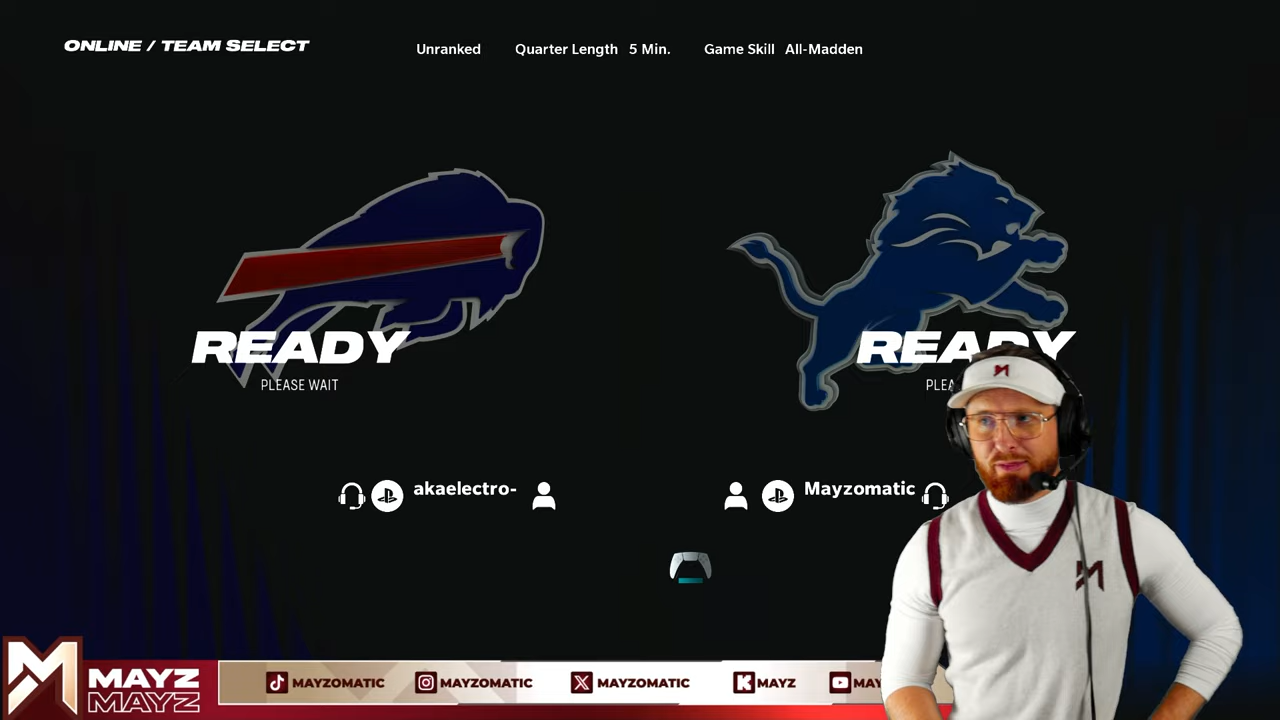 ONLINE / TEAM SELECT
Unranked Quarter Length 5 Min. Game Skill All-Madden
READY
PLEASE WAIT
READY
akaelectro-
Mayzomatic
MAYZ
MAYZ
MAYZOMATIC MAYZOMATIC MAYZOMATIC MAYZ